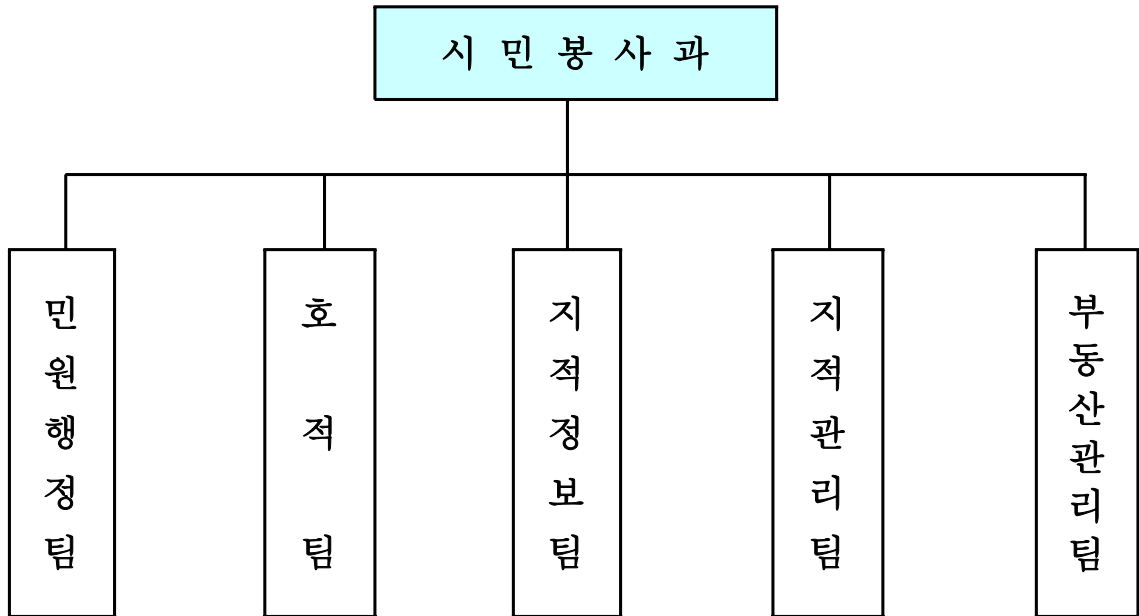 시 민 봉 사 과
민원행정팀
호적팀
지적정보팀
지적관리팀
부동산관리팀